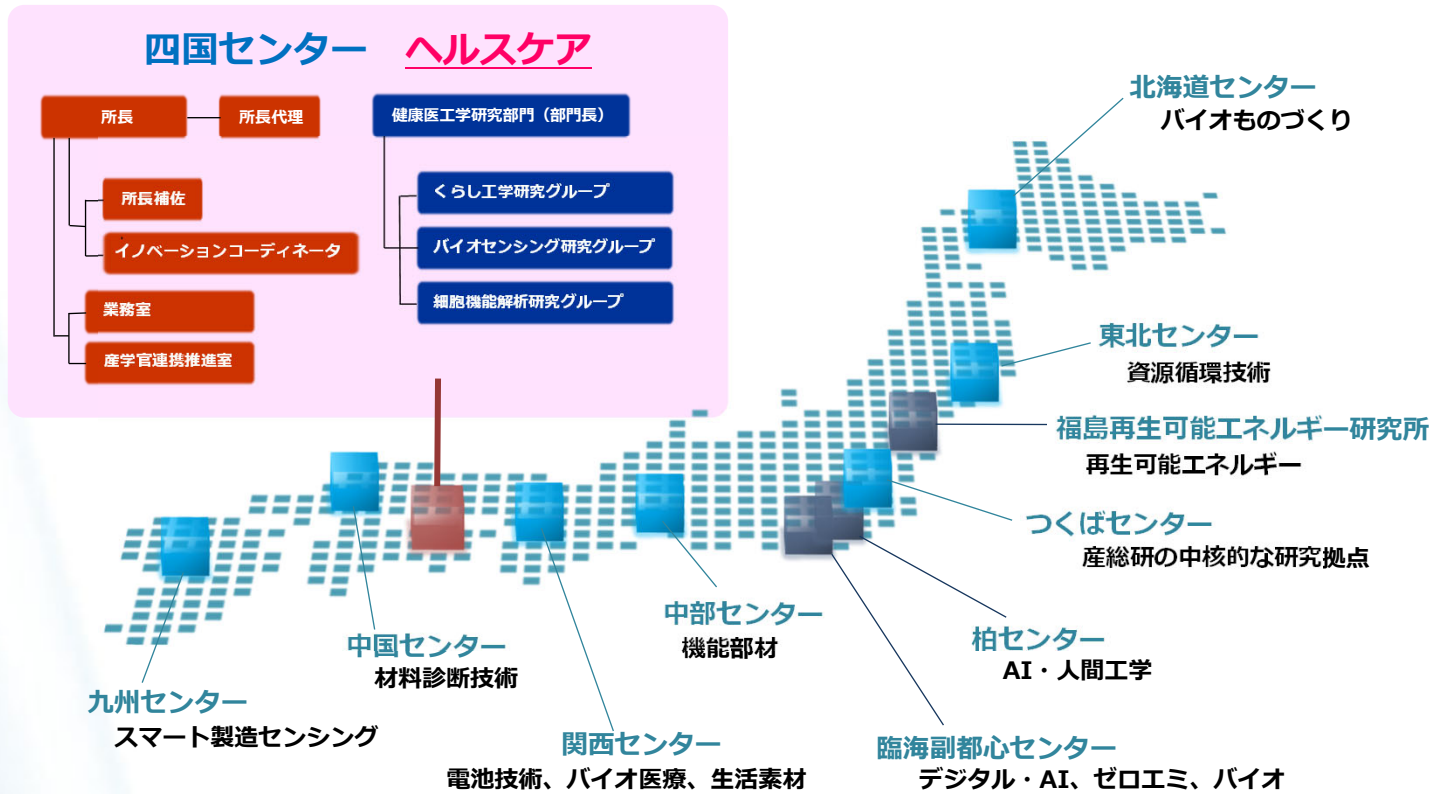 四国センター ヘルスケア
所長
所長代理
所長補佐
イノベーションコーディネータ
業務室
産学官連携推進室
健康医工学研究部門（部門長）
くらし工学研究グループ
バイオセンシング研究グループ
細胞機能解析研究グループ
北海道センター
バイオものづくり
東北センター
資源循環技術
福島再生可能エネルギー研究所
再生可能エネルギー
つくばセンター
産総研の中核的な研究拠点
柏センター
AI・人間工学
臨海副都心センター
デジタル・AI、ゼロエミ、バイオ
中部センター
機能部材
関西センター
電池技術、バイオ医療、生活素材
中国センター
材料診断技術
九州センター
スマート製造センシング